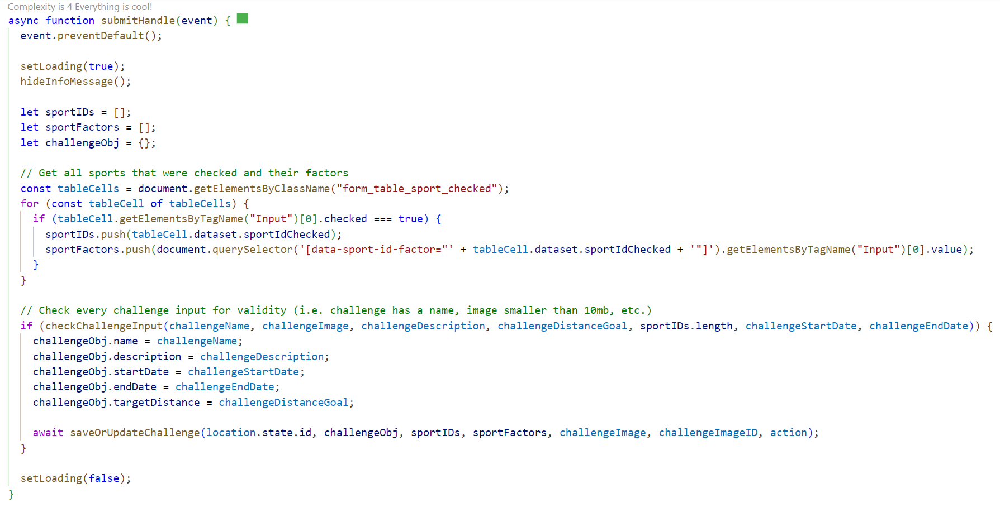 Complexity is 4 Everything is cool!
async function submitHandle(event) {
event.preventDefault();
setLoading(true);
hideInfoMessage();
let sportIDs = [];
let sportFactors = [];
let challengeObj = {};
// Get all sports that were checked and their factors
const tableCells = document.getElementsByClassName("form_table_sport_checked");
for (const tableCell of tableCells) {
if (tableCell.getElementsByTagName("Input")[0].checked === true) {
sportIDs.push(tableCell.dataset.sportIdChecked);
sportFactors.push(document.querySelector('[data-sport-id-factor="' + tableCell.dataset.sportIdChecked + '"]').getElementsByTagName("Input")[0].value);
}
}
// Check every challenge input for validity (i.e. challenge has a name, image smaller than 10mb, etc.)
if (checkChallengeInput(challengeName, challengeImage, challengeDescription, challengeDistanceGoal, sportIDs.length, challengeStartDate, challengeEndDate)) {
challengeObj.name = challengeName;
challengeObj.description = challengeDescription;
challengeObj.startDate = challengeStartDate;
challengeObj.endDate = challengeEndDate;
challengeObj.targetDistance = challengeDistanceGoal;
await saveOrUpdateChallenge(location.state.id, challengeObj, sportIDs, sportFactors, challengeImage, challengeImageID, action);
}
setLoading(false);
}